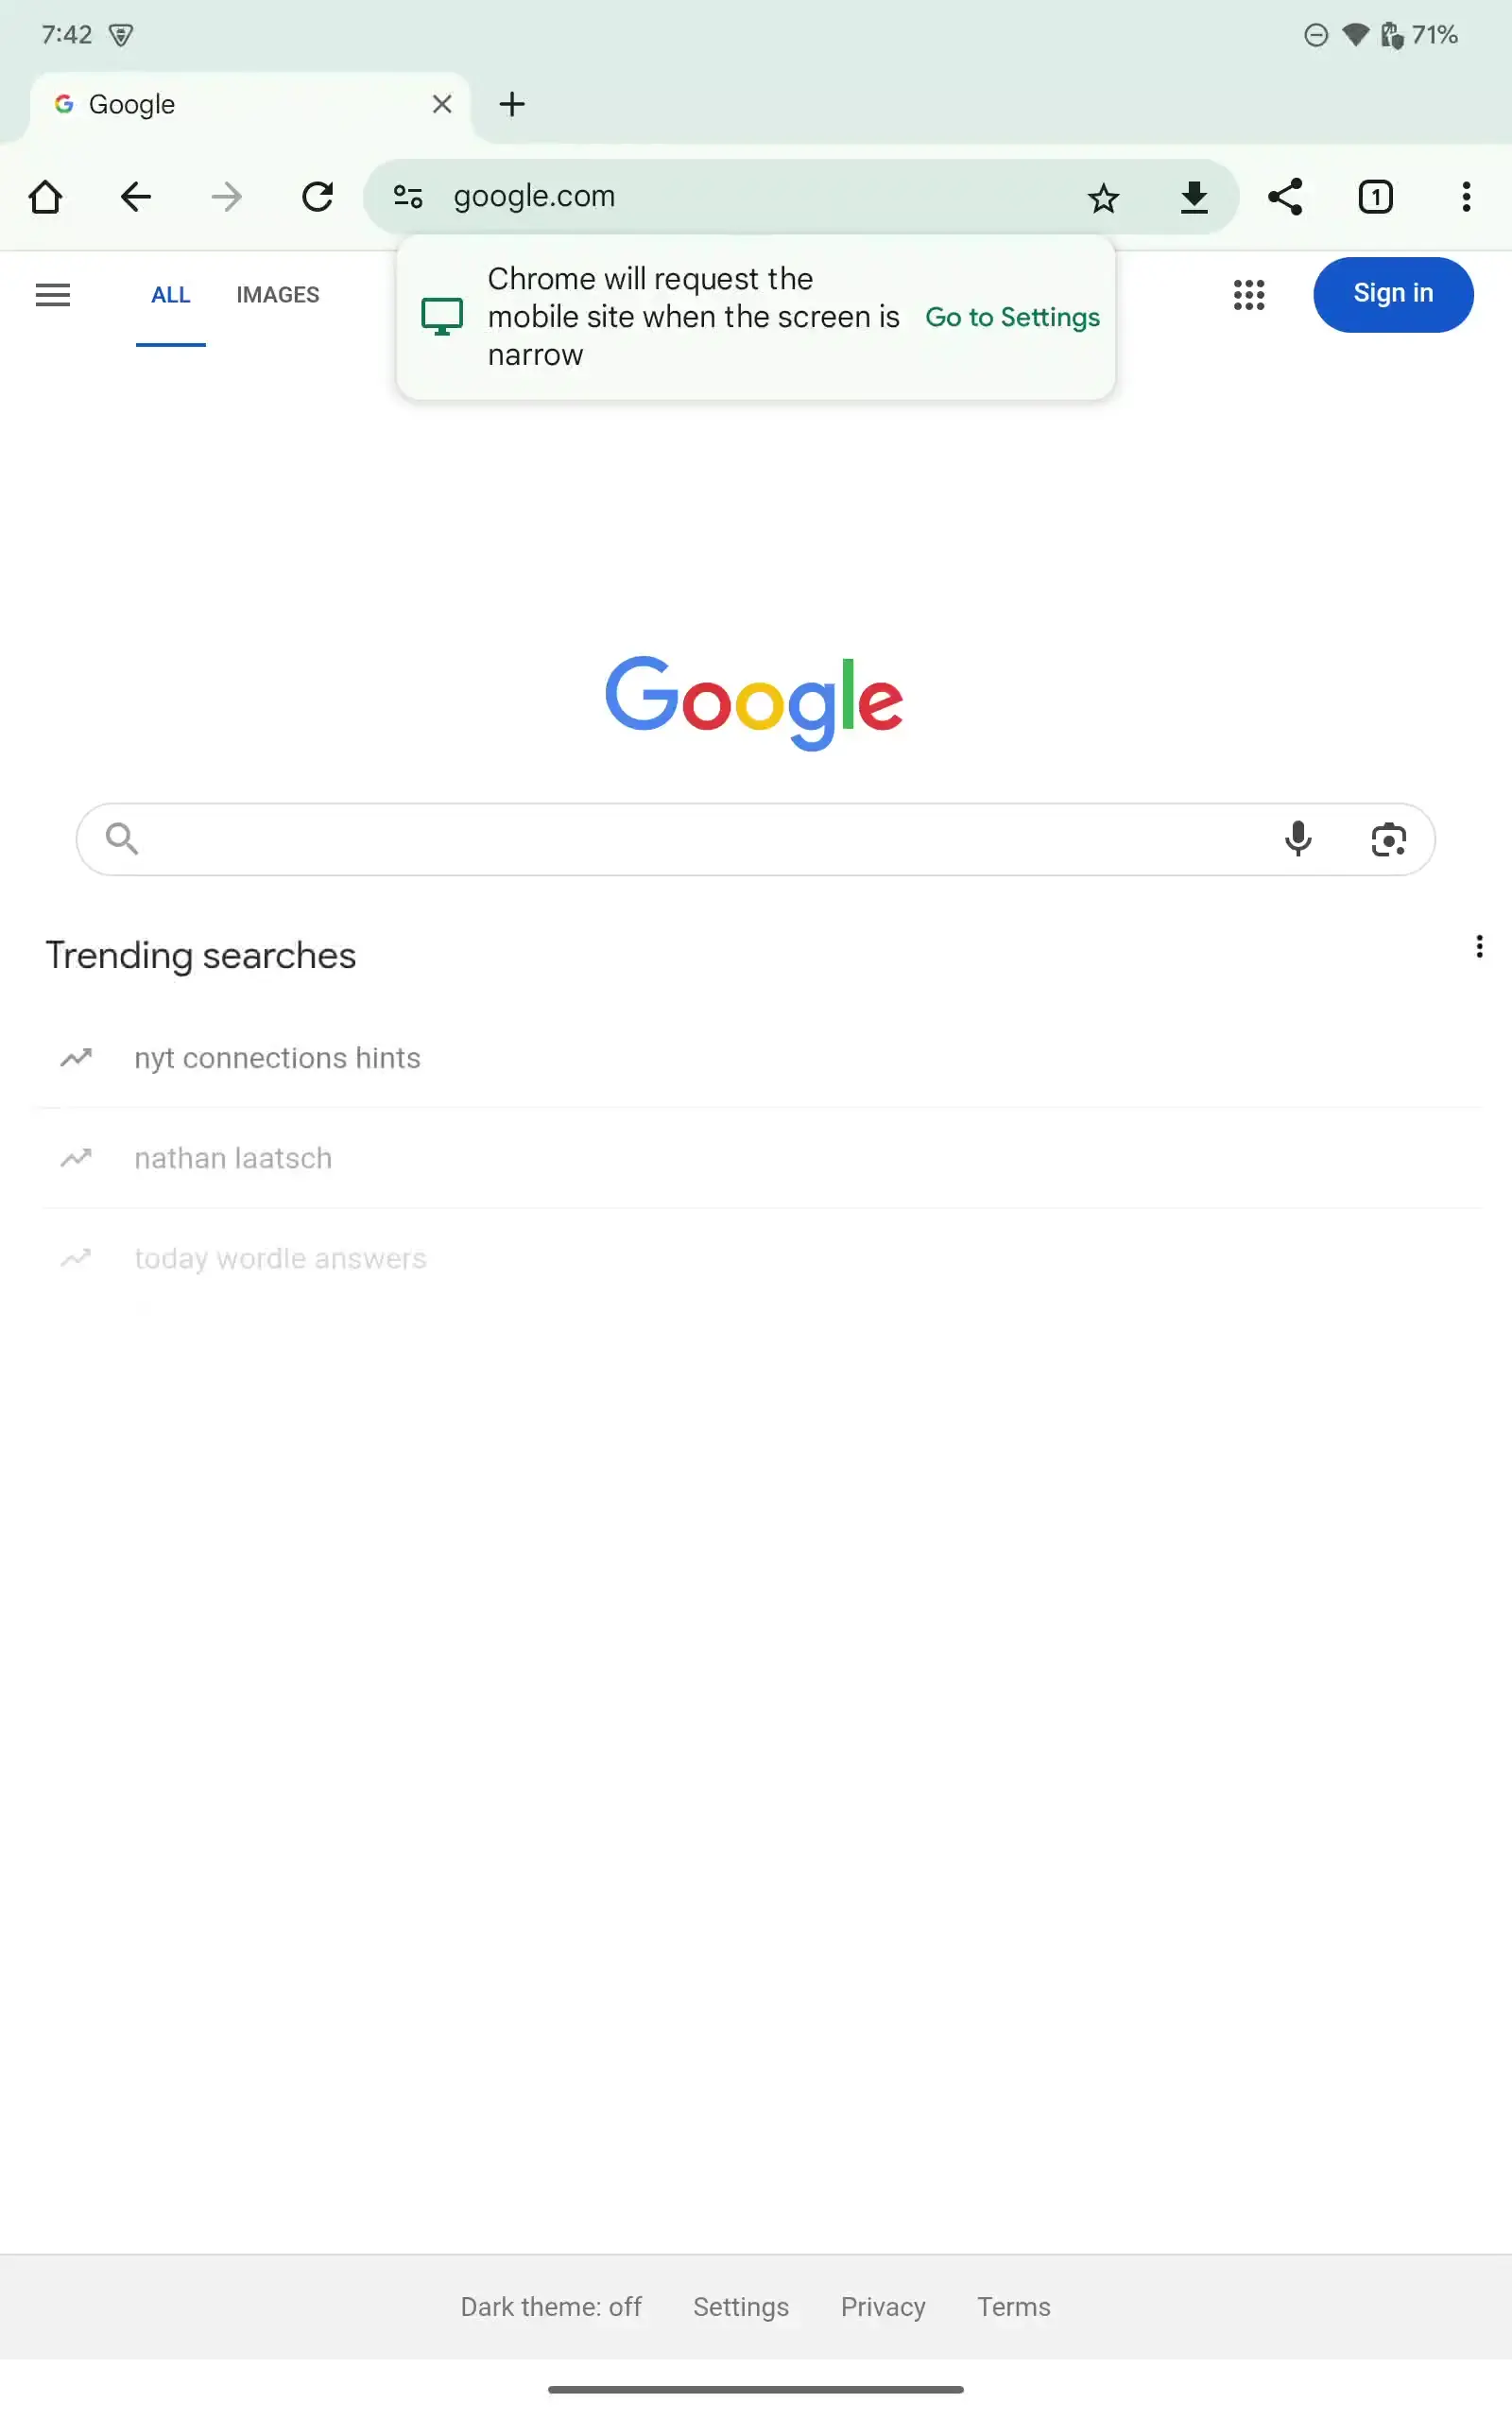 7:42
71%
Google
google.com
1
ALL IMAGES
Chrome will request the
mobile site when the screen is
narrow
Go to Settings
Sign in
Google
Trending searches
nyt connections hints
nathan laatsch
today wordle answers
Dark theme: off Settings Privacy Terms